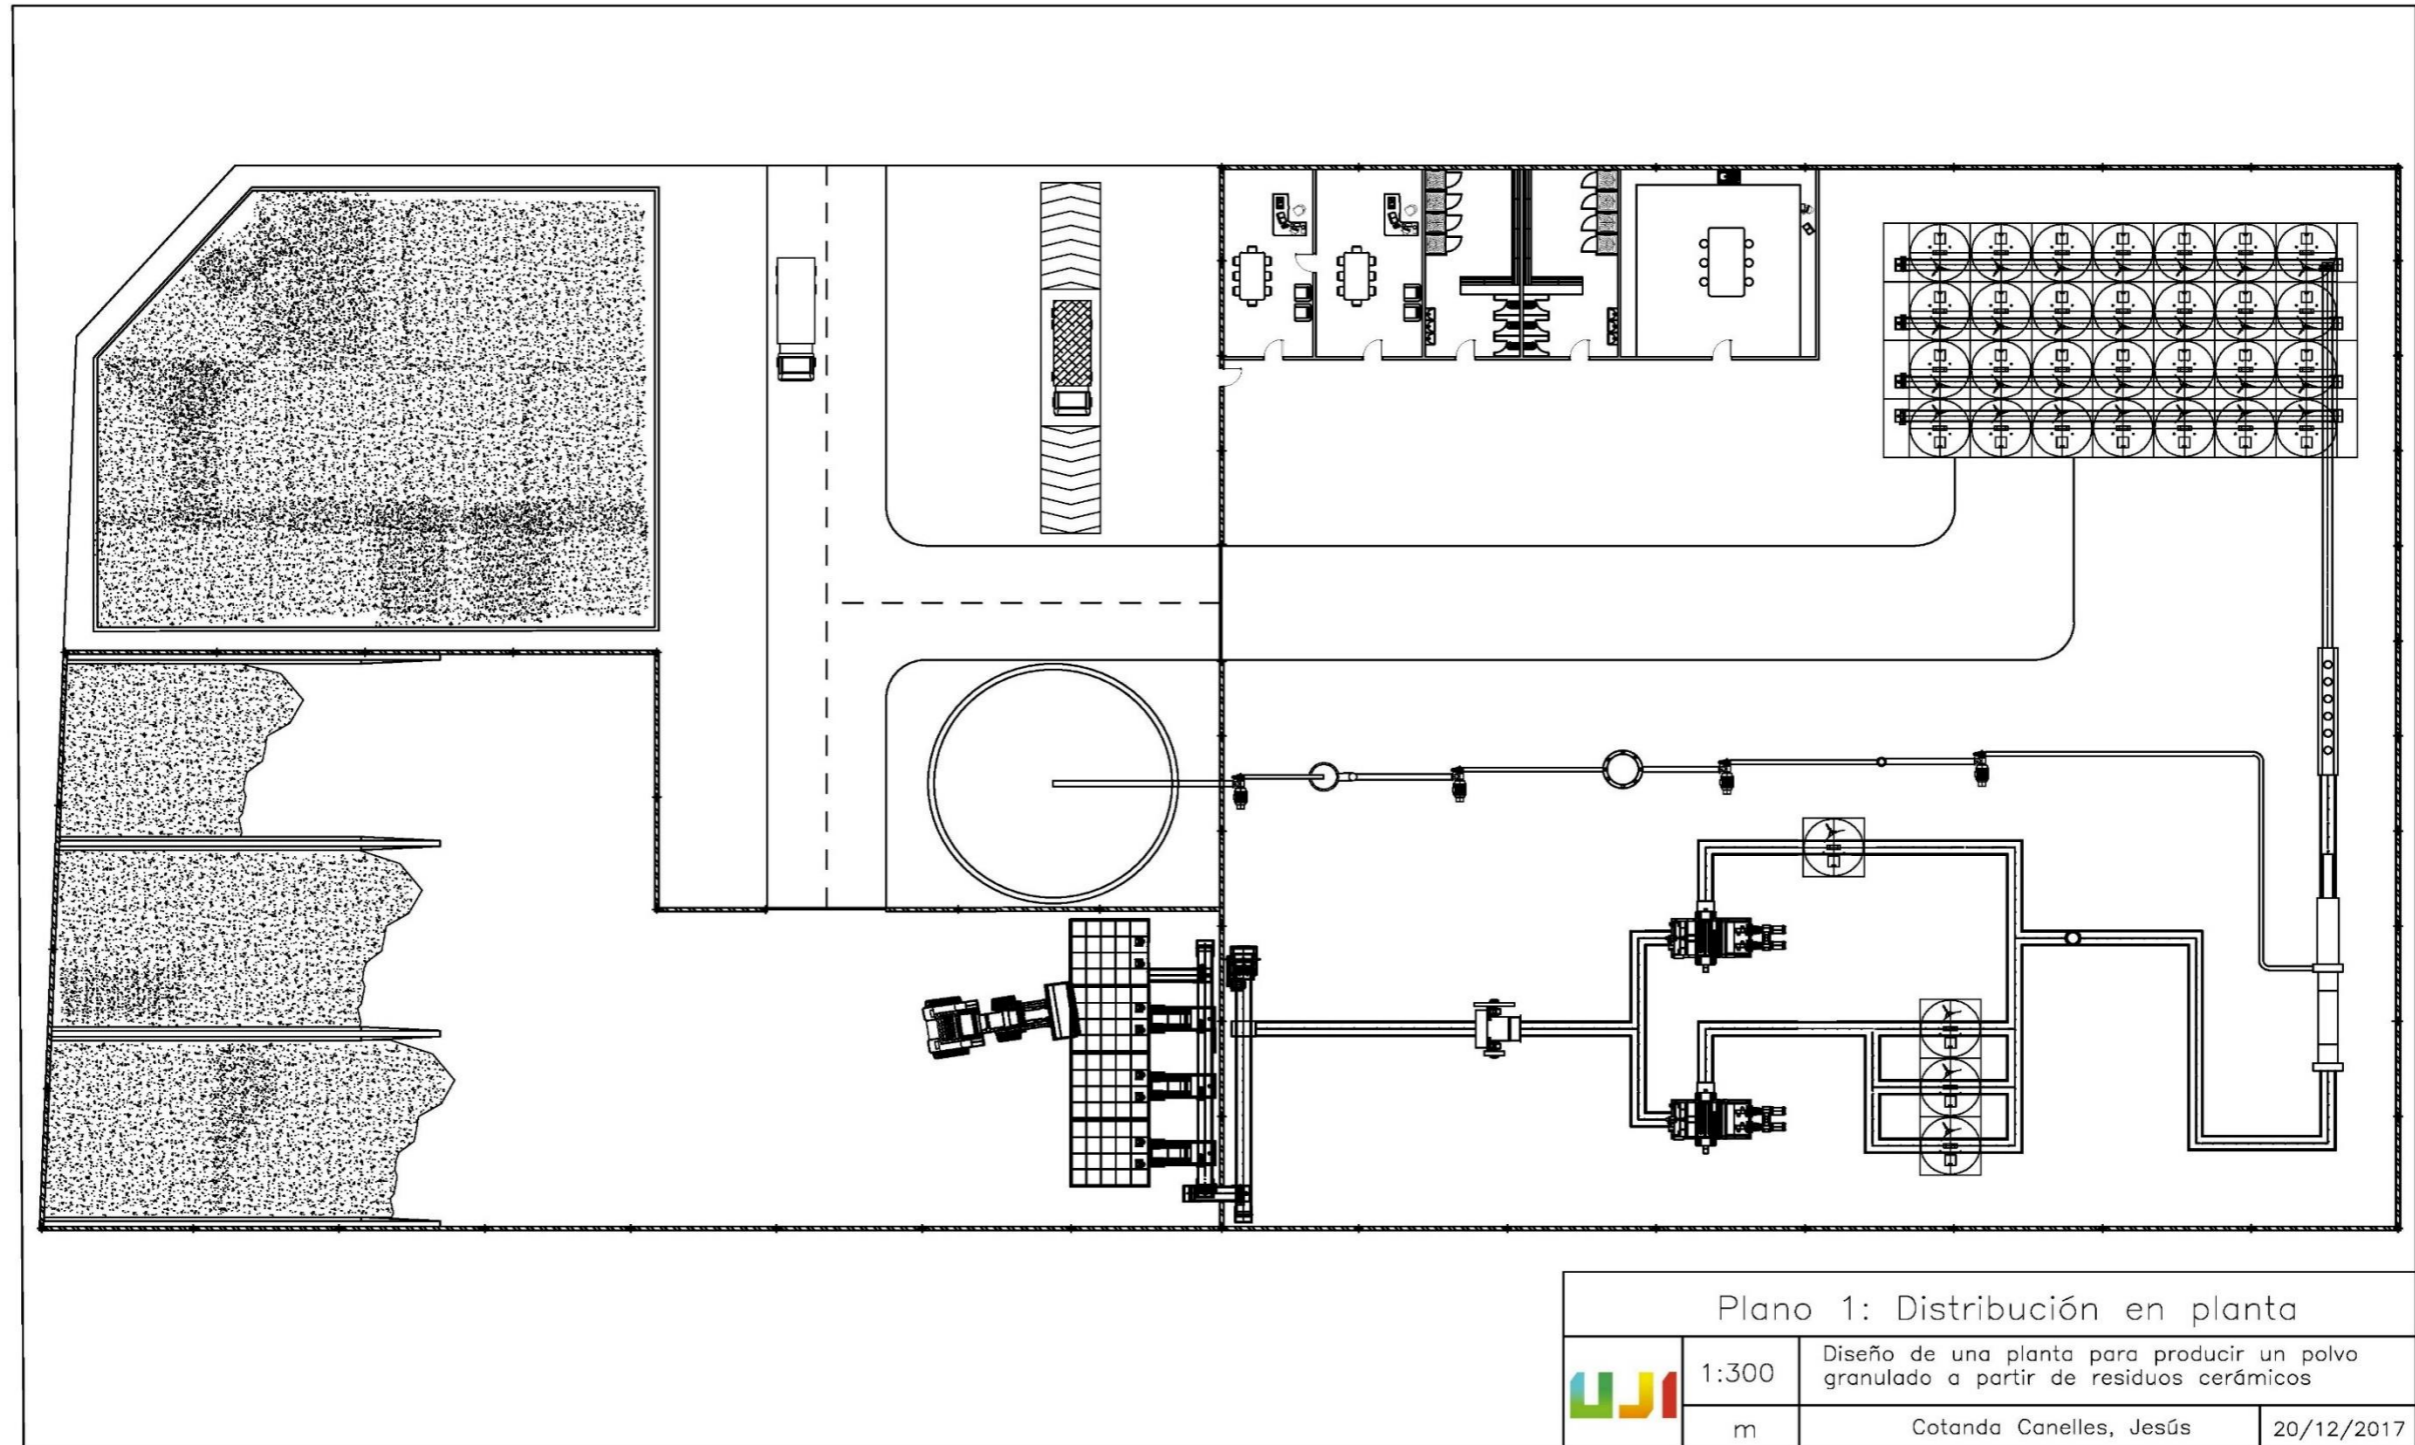 Plano 1: Distribución en planta
UJI
1:300
Diseño de una planta para producir un polvo
granulado a partir de residuos cerámicos
m
Cotanda Canelles, Jesús
20/12/2017